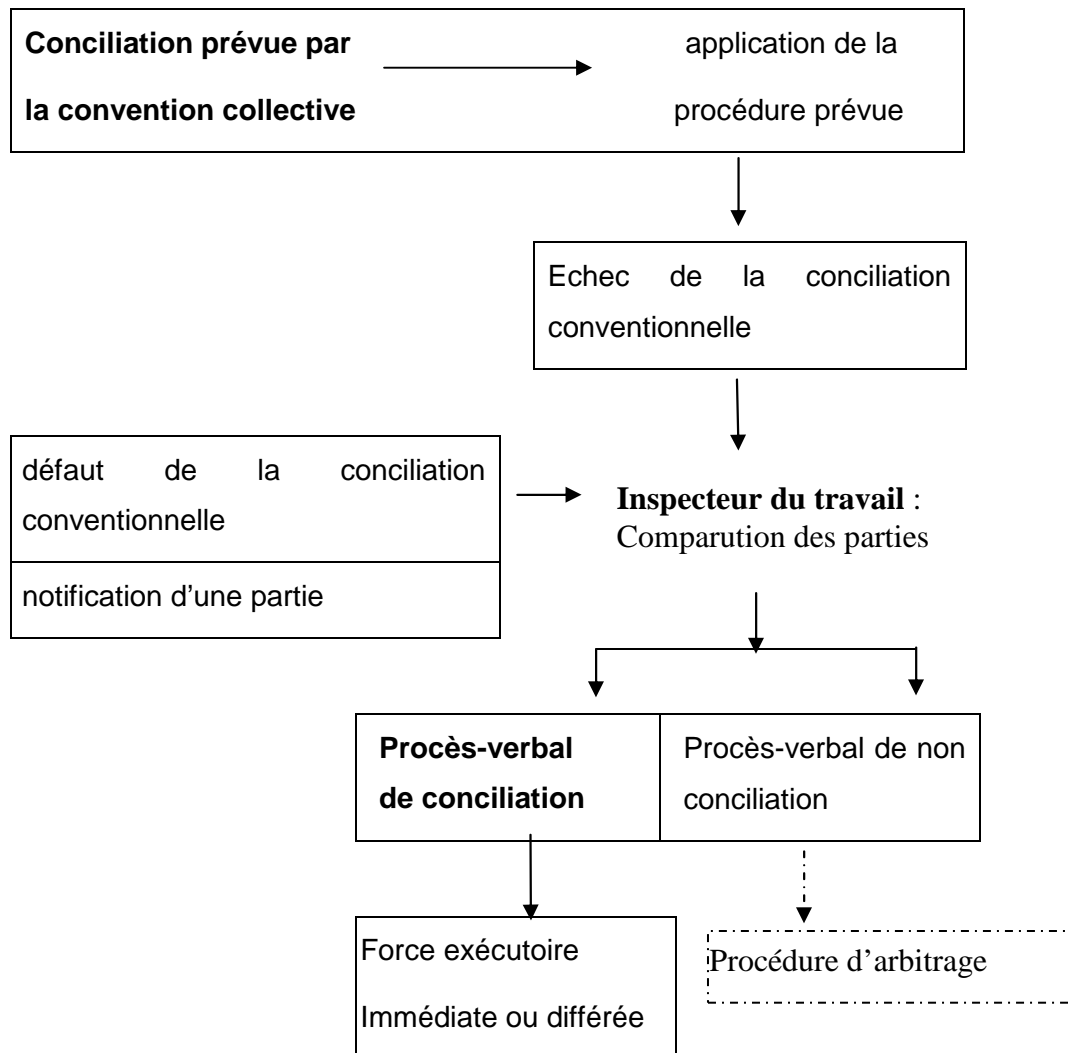 Conciliation prévue par
la convention collective
application de la
procédure prévue
Echec de la conciliation
conventionnelle
défaut de la conciliation
conventionnelle
notification d’une partie
Inspecteur du travail :
Comparution des parties
Procès-verbal
de conciliation
Procès-verbal de non
conciliation
Force exécutoire
Immédiate ou différée
Procédure d’arbitrage